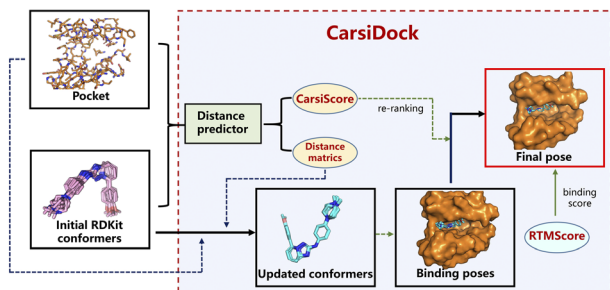 CarsiDock
Pocket
Distance
predictor
CarsiScore
re-ranking
Distance
matrics
Final pose
Initial RDKit
conformers
Updated conformers
Binding poses
binding
score
RTMScore